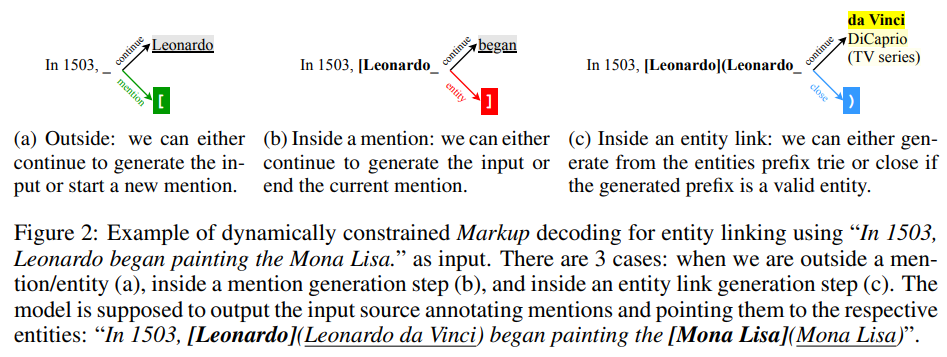 In 1503, _ continue Leonardo mention [
In 1503, [Leonardo_ continue began entity ]
In 1503, [Leonardo](Leonardo_ continue da Vinci DiCaprio (TV series) close )
(a) Outside: we can either
continue to generate the in-
put or start a new mention.
(b) Inside a mention: we can either
continue to generate the input or
end the current mention.
(c) Inside an entity link: we can either gen-
erate from the entities prefix trie or close if
the generated prefix is a valid entity.
Figure 2: Example of dynamically constrained Markup decoding for entity linking using “In 1503,
Leonardo began painting the Mona Lisa.” as input. There are 3 cases: when we are outside a men-
tion/entity (a), inside a mention generation step (b), and inside an entity link generation step (c). The
model is supposed to output the input source annotating mentions and pointing them to the respective
entities: “In 1503, [Leonardo](Leonardo da Vinci) began painting the [Mona Lisa](Mona Lisa)”.